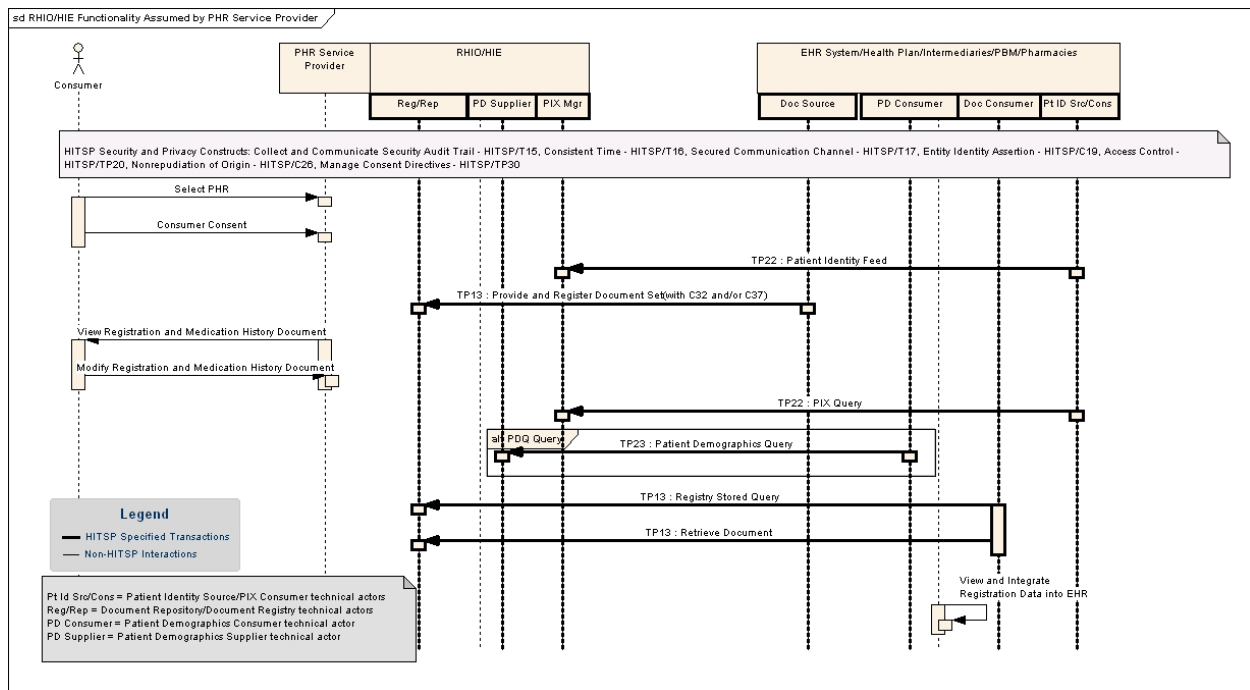 sd RHIO/HIE Functionality Assumed by PHR Service Provider
Consumer
PHR Service
Provider
RHIO/HIE
EHR System/Health Plan/Intermediaries/PBM/Pharmacies
Reg/Rep
PD Supplier
PIX Mgr
Doc Source
PD Consumer
Doc Consumer
Pt ID Src/Cons
HITSP Security and Privacy Constructs: Collect and Communicate Security Audit Trail - HITSP/T15, Consistent Time - HITSP/T16, Secured Communication Channel - HITSP/T17, Entity Identity Assertion - HITSP/C19, Access Control -
HITSP/TP20, Nonrepudiation of Origin - HITSP/C26, Manage Consent Directives - HITSP/TP30
Select PHR
Consumer Consent
TP22 : Patient Identity Feed
TP13 : Provide and Register Document Set(with C32 and/or C37)
View Registration and Medication History Document
Modify Registration and Medication History Document
TP22 : PIX Query
alt PDQ Query
TP23 : Patient Demographics Query
TP13 : Registry Stored Query
TP13 : Retrieve Document
Legend
HITSP Specified Transactions
Non-HITSP Interactions
View and Integrate
Registration Data into EHR
Pt Id Src/Cons = Patient Identity Source/PIX Consumer technical actors
Reg/Rep = Document Repository/Document Registry technical actors
PD Consumer = Patient Demographics Consumer technical actor
PD Supplier = Patient Demographics Supplier technical actor